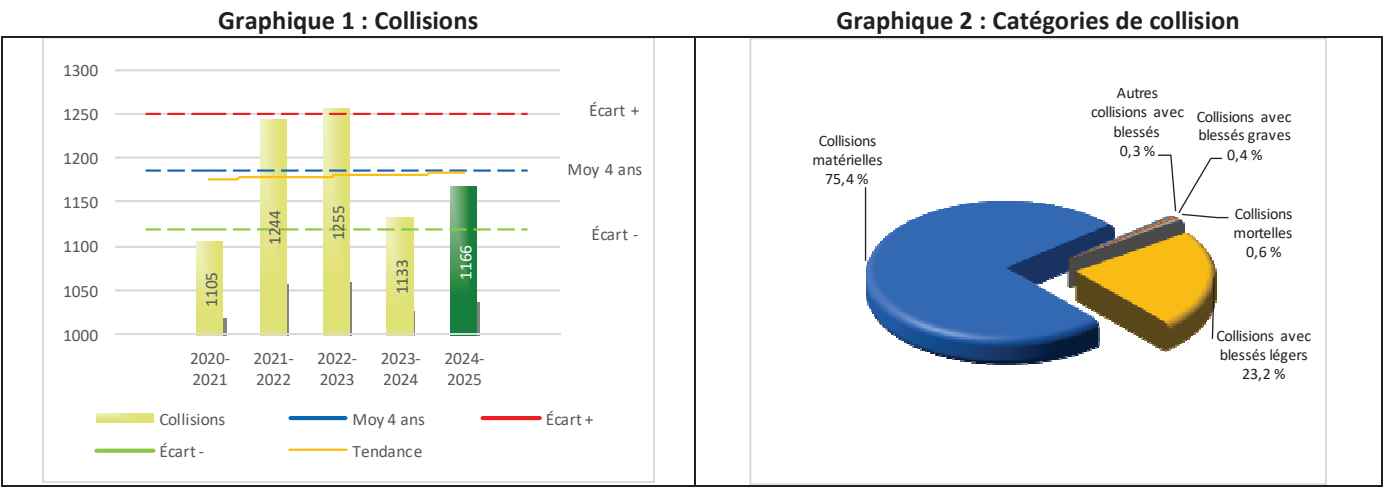 Graphique 1 : Collisions
1300
1250
1200
1150
1100
1050
1000
Écart +
Moy 4 ans
Écart -
1105
1244
1255
1133
1166
2020-
2021
2021-
2022
2022-
2023
2023-
2024
2024-
2025
Collisions
Moy 4 ans
Écart +
Écart -
Tendance
Graphique 2 : Catégories de collision
Collisions
matérielles
75,4 %
Autres
collisions avec
blessés
0,3 %
Collisions avec
blessés graves
0,4 %
Collisions
mortelles
0,6 %
Collisions avec
blessés légers
23,2 %